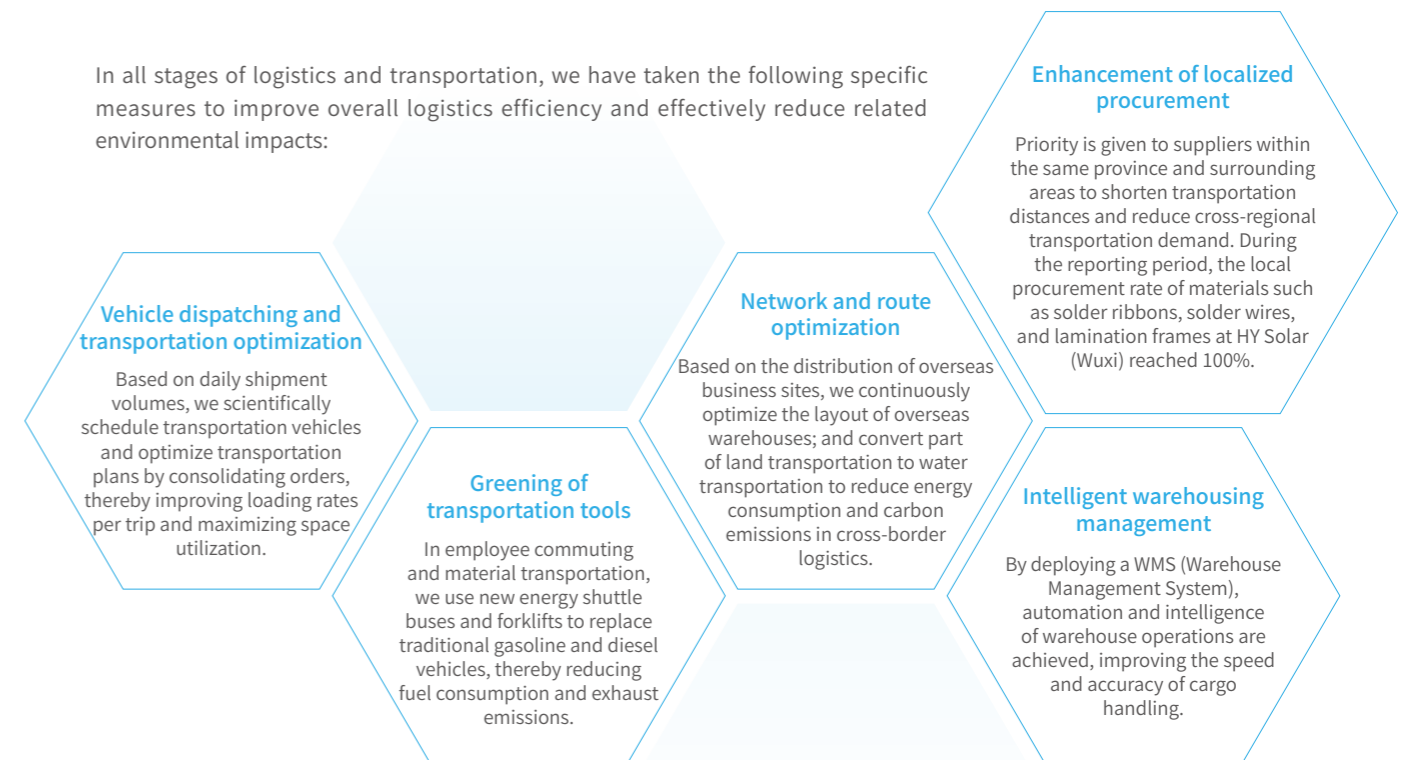 In all stages of logistics and transportation, we have taken the following specific
measures to improve overall logistics efficiency and effectively reduce related
environmental impacts:
Vehicle dispatching and
transportation optimization
Based on daily shipment
volumes, we scientifically
schedule transportation vehicles
and optimize transportation
plans by consolidating orders,
thereby improving loading rates
per trip and maximizing space
utilization.
Greening of
transportation tools
In employee commuting
and material transportation,
we use new energy shuttle
buses and forklifts to replace
traditional gasoline and diesel
vehicles, thereby reducing
fuel consumption and exhaust
emissions.
Network and route
optimization
Based on the distribution of overseas
business sites, we continuously
optimize the layout of overseas
warehouses; and convert part
of land transportation to water
transportation to reduce energy
consumption and carbon
emissions in cross-border
logistics.
Enhancement of localized
procurement
Priority is given to suppliers within
the same province and surrounding
areas to shorten transportation
distances and reduce cross-regional
transportation demand. During
the reporting period, the local
procurement rate of materials such
as solder ribbons, solder wires,
and lamination frames at HY Solar
(Wuxi) reached 100%.
Intelligent warehousing
management
By deploying a WMS (Warehouse
Management System),
automation and intelligence
of warehouse operations are
achieved, improving the speed
and accuracy of cargo
handling.